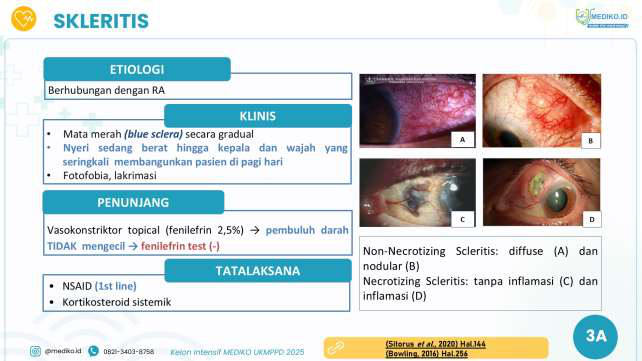 SKLERITIS
MEDIKO.ID
ETIOLOGI
Berhubungan dengan RA
KLINIS
• Mata merah (blue sclera) secara gradual
• Nyeri sedang berat hingga kepala dan wajah yang
seringkali membangunkan pasien di pagi hari
• Fotofobia, lakrimasi
PENUNJANG
Vasokonstriktor topical (fenilefrin 2,5%) → pembuluh darah
TIDAK mengecil → fenilefrin test (-)
TATALAKSANA
• NSAID (1st line)
• Kortikosteroid sistemik
A
B
C
D
Non-Necrotizing Scleritis: diffuse (A) dan
nodular (B)
Necrotizing Scleritis: tanpa inflamasi (C) dan
inflamasi (D)
3A
@mediko.id
0821-3403-8758
Kelon Intensif MEDIKO UKMPPD 2025
(Sitorus et al., 2020) Hal.144
(Bowling, 2016) Hal.256